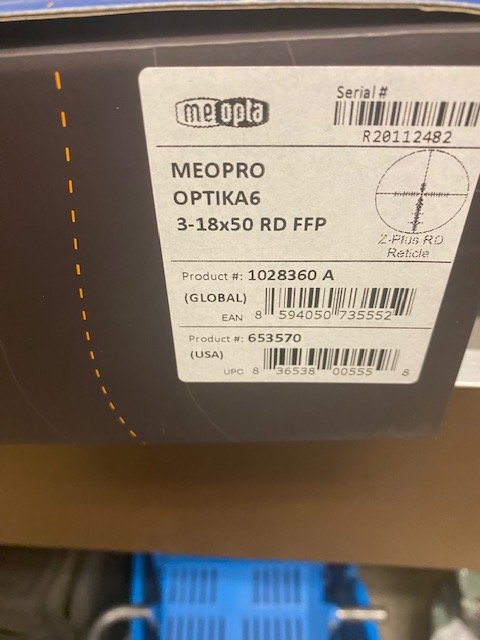 meopta
Serial #
R20112482
MEOPRO
OPTIKA6
3-18x50 RD FFP
Z-Plus RD
Reticle
Product #: 1028360 A
(GLOBAL)
EAN 8 594050 735552
Product #: 653570
(USA)
UPC 8 36538 00555 8